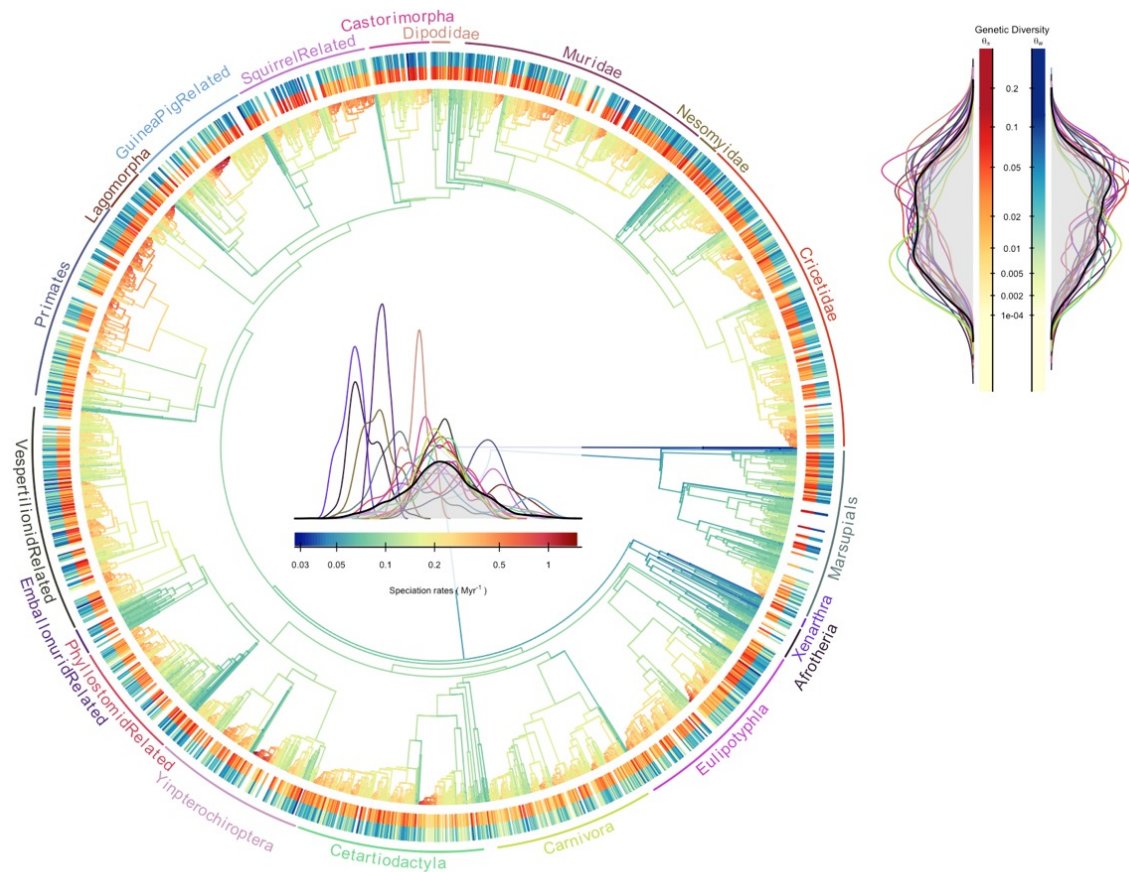 Castorimorpha
Dipodidae
SquirrelRelated
Muridae
GuineaPigRelated
Nesomyidae
Lagomorpha
Primates
Cricetidae
VespertilionidRelated
Marsupials
EmballonuridRelated
Xenarthra
PhyllostomidRelated
Afrotheria
Yinpterochiroptera
Eulipotyphla
Cetartiodactyla
Carnivora
0.03 0.05 0.1 0.2 0.5 1
Speciation rates ( Myr⁻¹ )
Genetic Diversity
θπ θw
0.2
0.1
0.05
0.02
0.01
0.005
0.002
1e-04